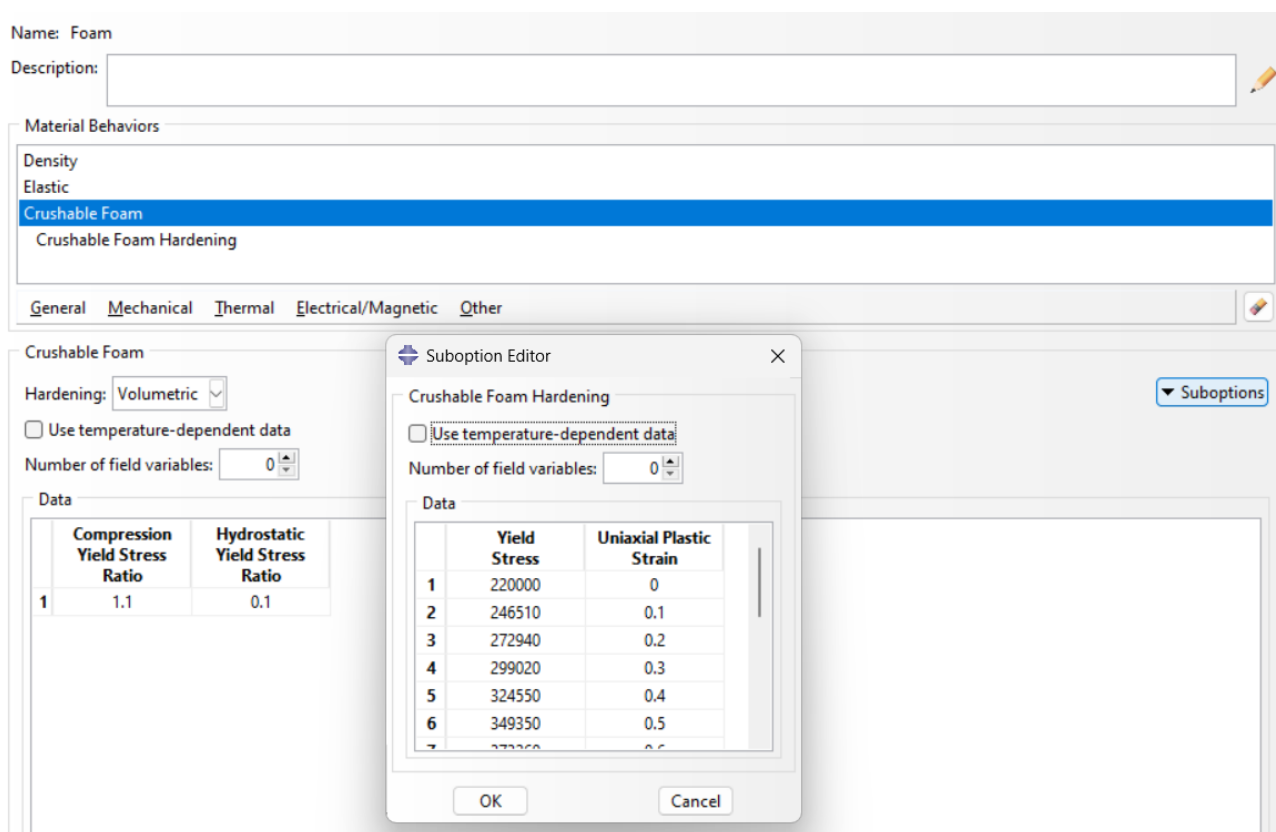 Name: Foam
Description:
Material Behaviors
Density
Elastic
Crushable Foam
Crushable Foam Hardening
General Mechanical Thermal Electrical/Magnetic Other
Crushable Foam
Hardening: Volumetric
Suboptions
Use temperature-dependent data
Number of field variables: 0
Data
Compression Yield Stress Ratio Hydrostatic Yield Stress Ratio
1 1.1 0.1
Suboption Editor
Crushable Foam Hardening
Use temperature-dependent data
Number of field variables: 0
Data
Yield Stress Uniaxial Plastic Strain
1 220000 0
2 246510 0.1
3 272940 0.2
4 299020 0.3
5 324550 0.4
6 349350 0.5
OK Cancel